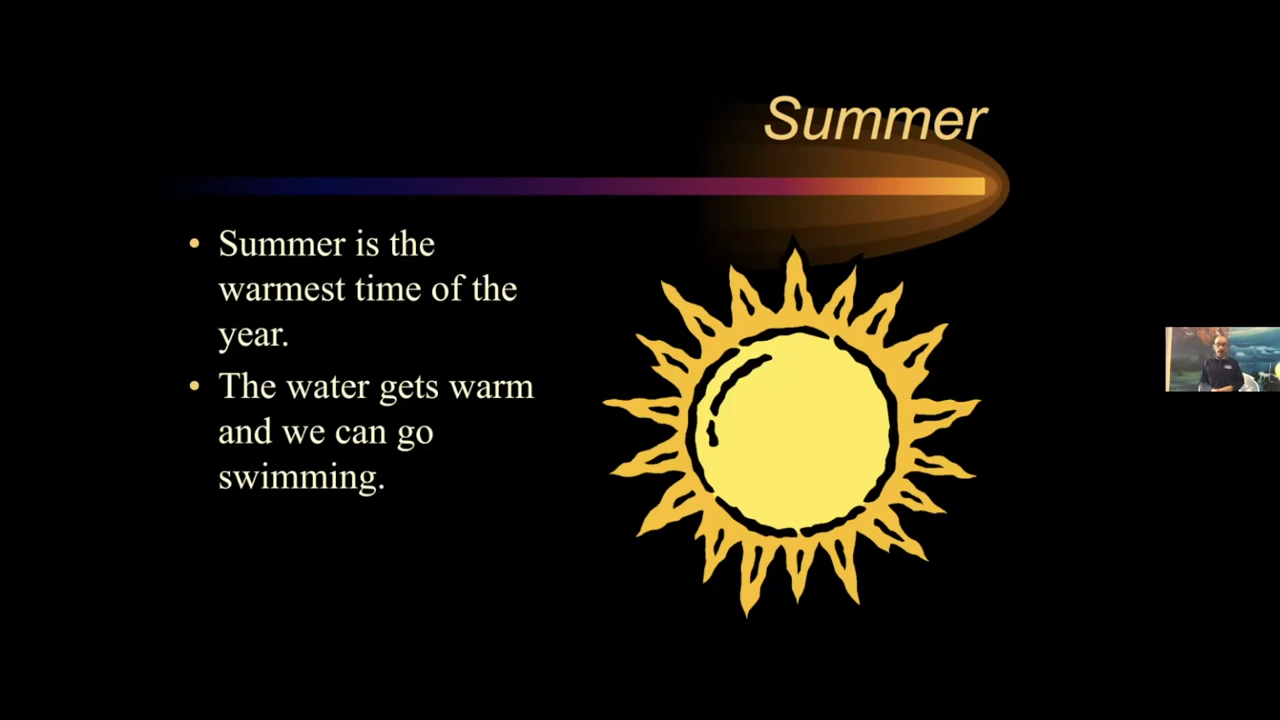 Summer
• Summer is the
warmest time of the
year.
• The water gets warm
and we can go
swimming.